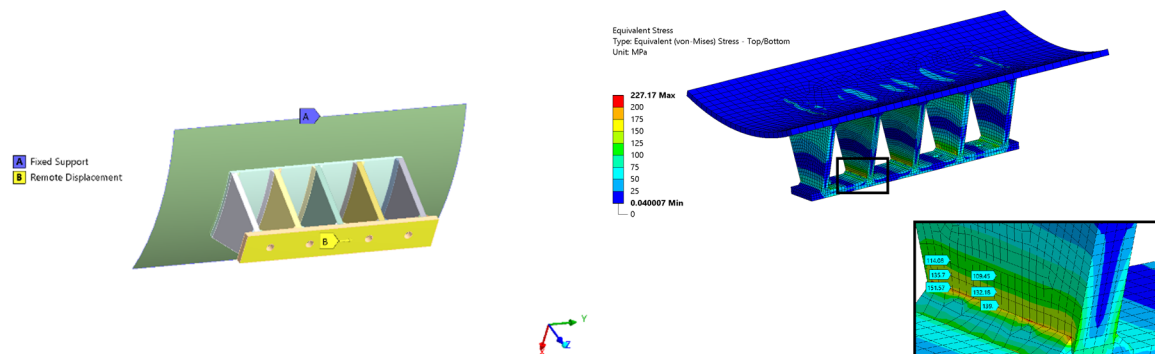 A
A Fixed Support
B Remote Displacement
B
Y
Z
X
Equivalent Stress
Type: Equivalent (von-Mises) Stress - Top/Bottom
Unit: MPa
227.17 Max
200
175
150
125
100
75
50
25
0.040007 Min
0
114.08
135.7
151.57
109.45
132.18
139.